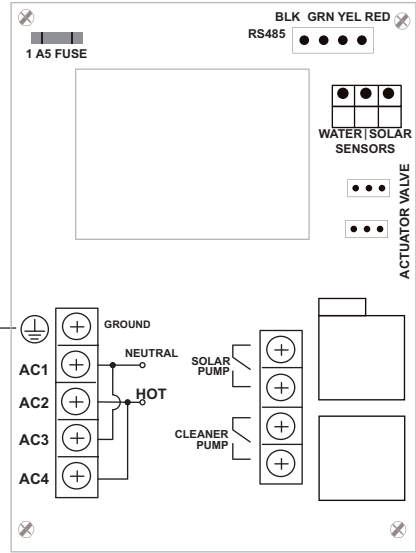 BLK GRN YEL RED
RS485
1 A5 FUSE
WATER|SOLAR
SENSORS
ACTUATOR VALVE
GROUND
AC1
NEUTRAL
AC2
HOT
AC3
AC4
SOLAR
PUMP
CLEANER
PUMP